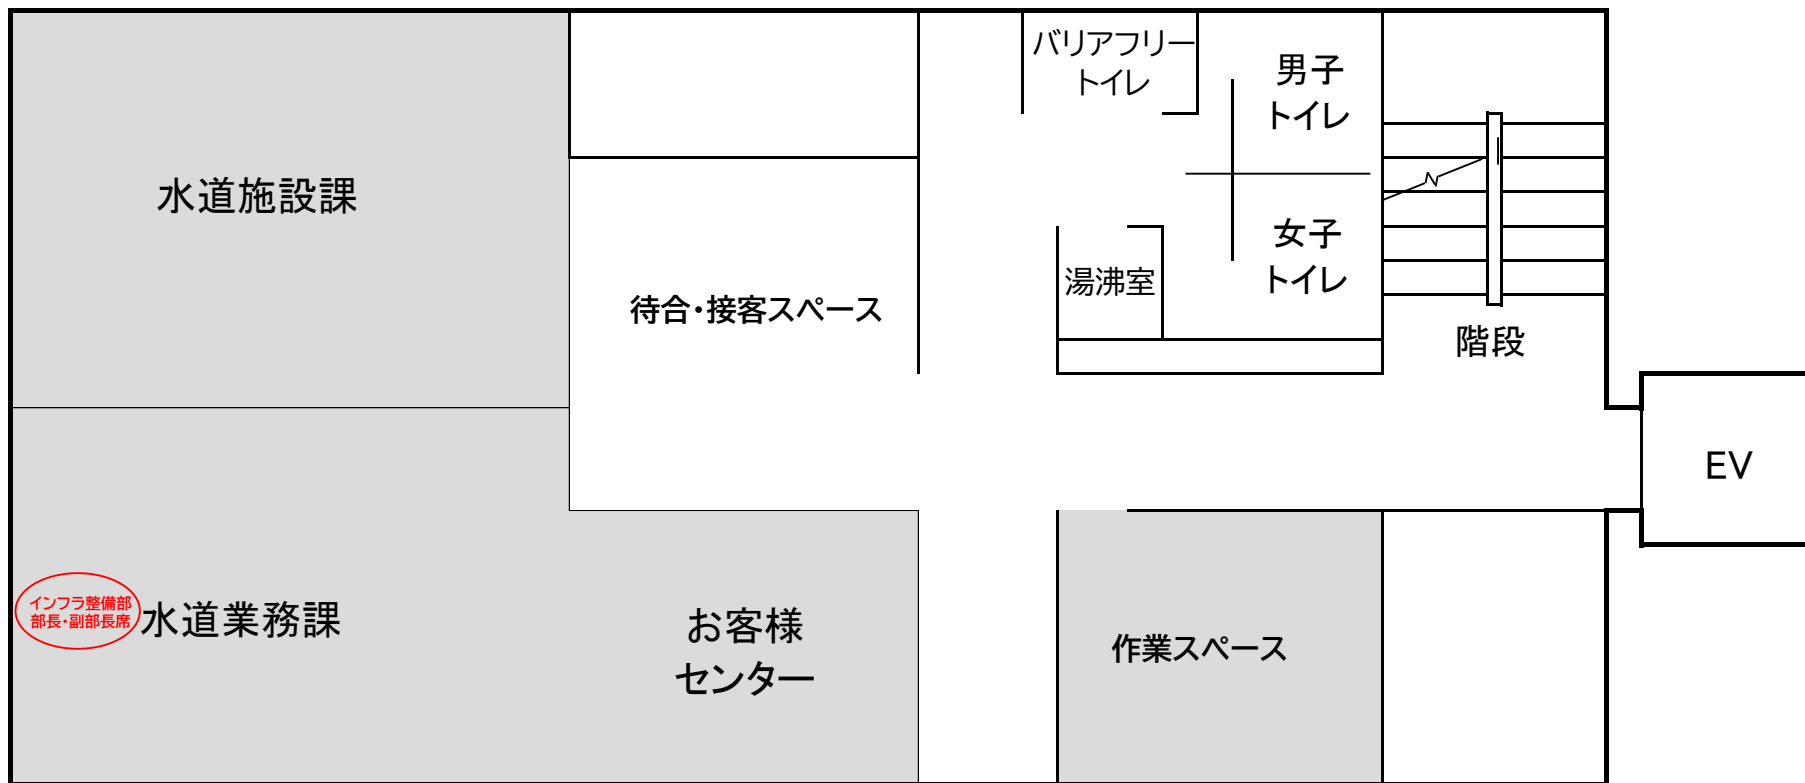 バリアフリー
トイレ
男子
トイレ
水道施設課
女子
トイレ
湯沸室
待合・接客スペース
階段
EV
インフラ整備部
部長・副部長席
水道業務課
お客様
センター
作業スペース